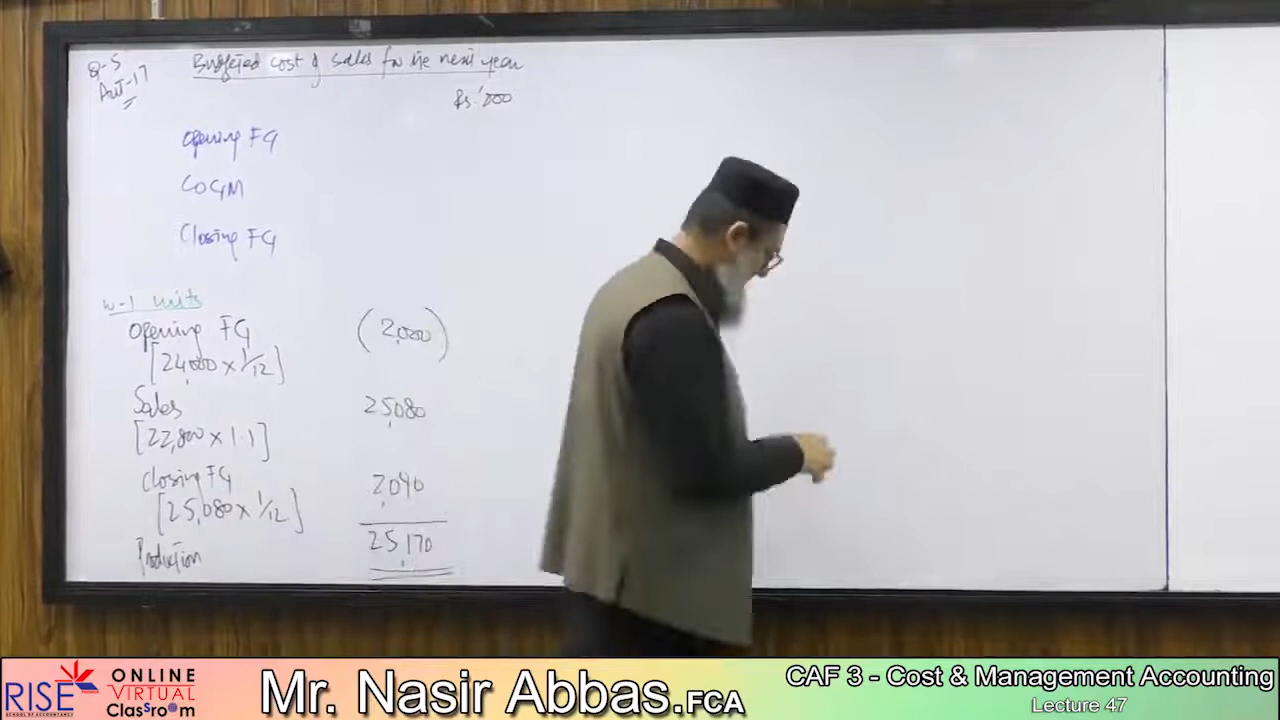 Q-5
Aut-17
Budgeted cost of sales for the next year
Rs.'000
Opening FG
COGM
Closing FG
W-1 units
Opening FG (2,000)
[24,000 x 1/12]
Sales 25,080
[22,800 x 1.1]
Closing FG 2,090
[25,080 x 1/12]
Production 25,170
RISE
SCHOOL OF ACCOUNTANCY
ONLINE
VIRTUAL
Classroom
Mr. Nasir Abbas.FCA
CAF 3 - Cost & Management Accounting
Lecture 47